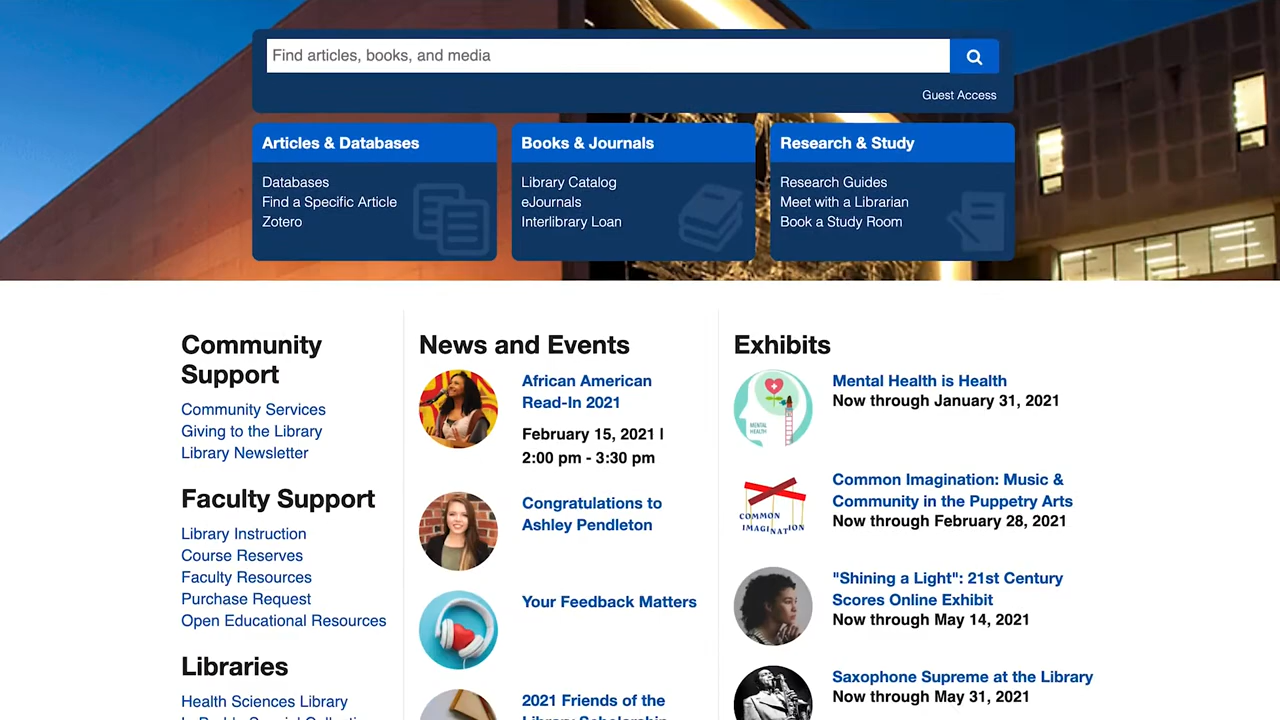 Find articles, books, and media
Guest Access
Articles & Databases
Databases
Find a Specific Article
Zotero
Books & Journals
Library Catalog
eJournals
Interlibrary Loan
Research & Study
Research Guides
Meet with a Librarian
Book a Study Room
Community
Support
Community Services
Giving to the Library
Library Newsletter
Faculty Support
Library Instruction
Course Reserves
Faculty Resources
Purchase Request
Open Educational Resources
Libraries
Health Sciences Library
News and Events
African American
Read-In 2021
February 15, 2021 |
2:00 pm - 3:30 pm
Congratulations to
Ashley Pendleton
Your Feedback Matters
2021 Friends of the
Library Scholarship
Exhibits
MENTAL
HEALTH
Mental Health is Health
Now through January 31, 2021
COMMON
IMAGINATION
Common Imagination: Music &
Community in the Puppetry Arts
Now through February 28, 2021
"Shining a Light": 21st Century
Scores Online Exhibit
Now through May 14, 2021
Saxophone Supreme at the Library
Now through May 31, 2021